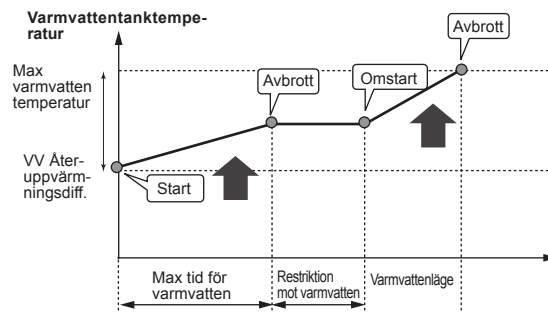 Varmvattentanktempe-
ratur
Avbrott
Max
varmvatten
temperatur
Avbrott
Omstart
VV Åter-
uppvärm-
ningsdiff.
Start
Max tid för
varmvatten
Restriktion
mot varmvatten
Varmvattenläge